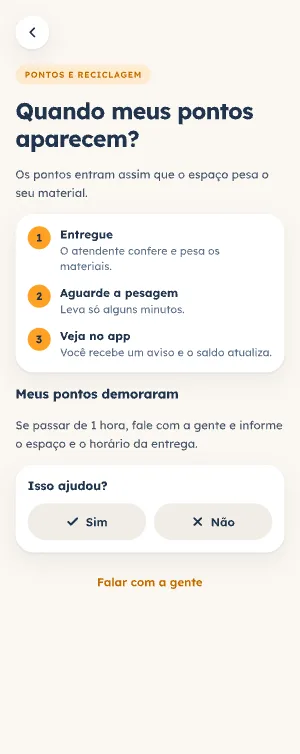 PONTOS E RECICLAGEM
Quando meus pontos
aparecem?
Os pontos entram assim que o espaço pesa o
seu material.
1 Entregue
O atendente confere e pesa os
materiais.
2 Aguarde a pesagem
Leva só alguns minutos.
3 Veja no app
Você recebe um aviso e o saldo atualiza.
Meus pontos demoraram
Se passar de 1 hora, fale com a gente e informe
o espaço e o horário da entrega.
Isso ajudou?
Sim Não
Falar com a gente